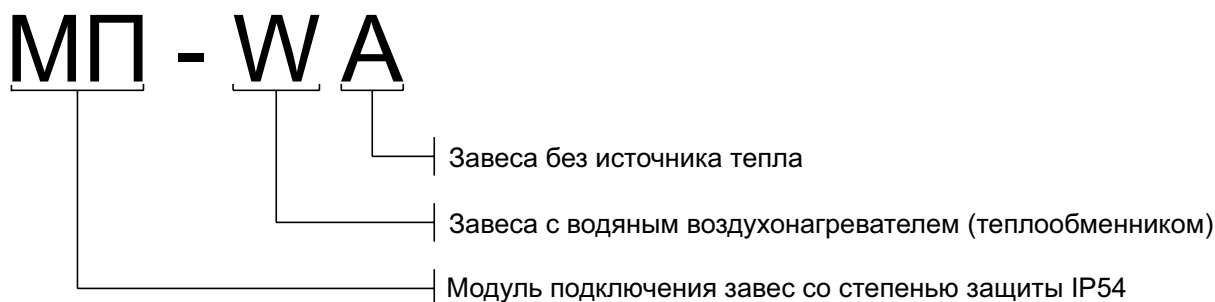 МП - W A
Завеса без источника тепла
Завеса с водяным воздухонагревателем (теплообменником)
Модуль подключения завес со степенью защиты IP54